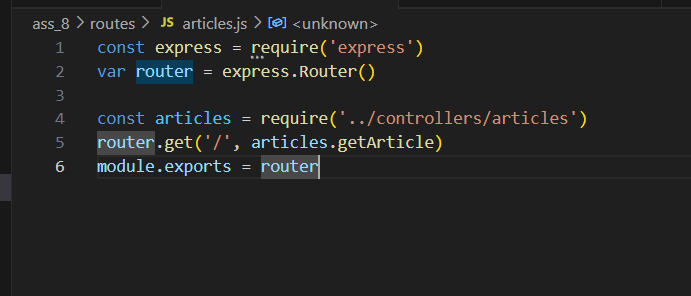 ass_8 > routes > JS articles.js > <unknown>
1 const express = require('express')
2 var router = express.Router()
3
4 const articles = require('../controllers/articles')
5 router.get('/', articles.getArticle)
6 module.exports = router